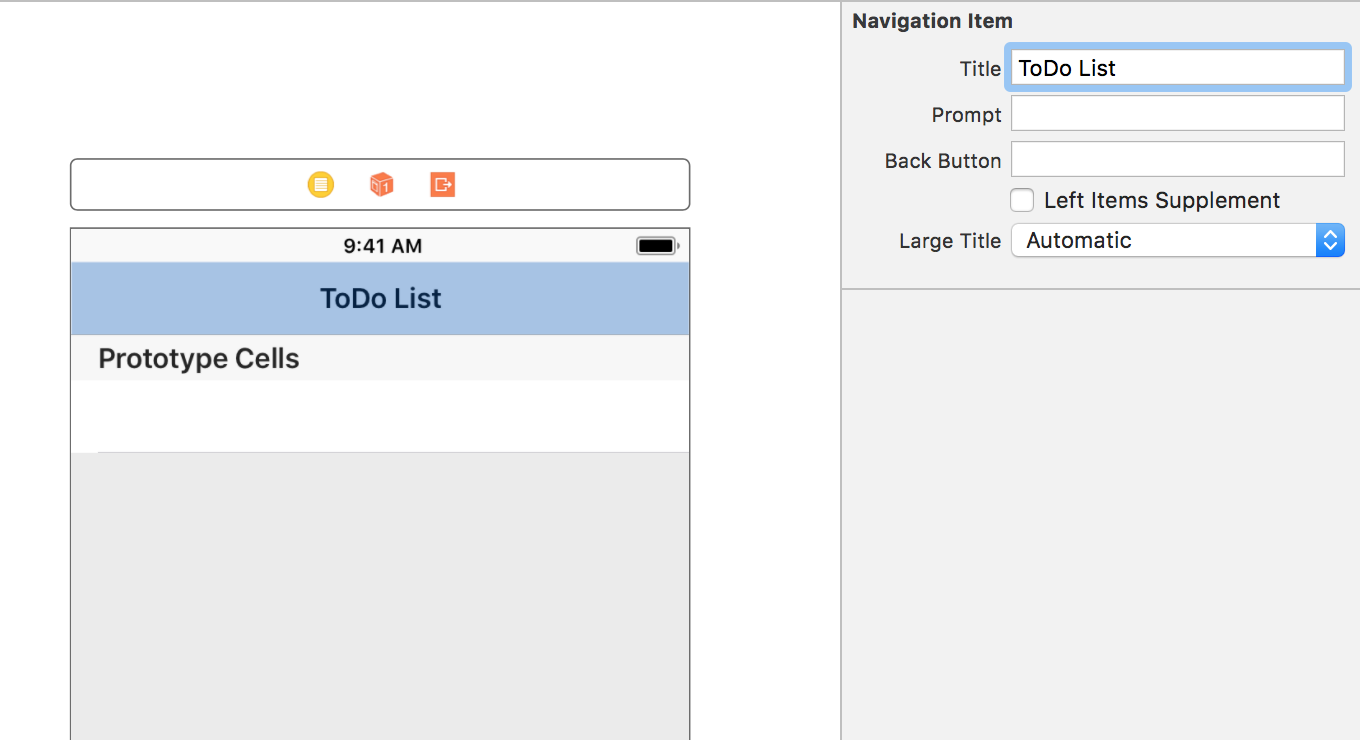 Navigation Item
Title ToDo List
Prompt
Back Button
Left Items Supplement
Large Title Automatic
1
9:41 AM
ToDo List
Prototype Cells